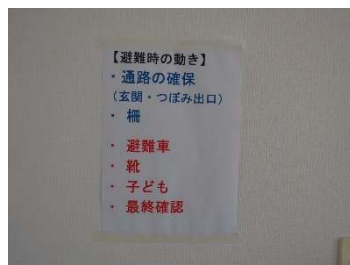 【避難時の動き】
・通路の確保
（玄関・つぼみ出口）
・ 柵
・ 避難車
・ 靴
・ 子ども
・ 最終確認